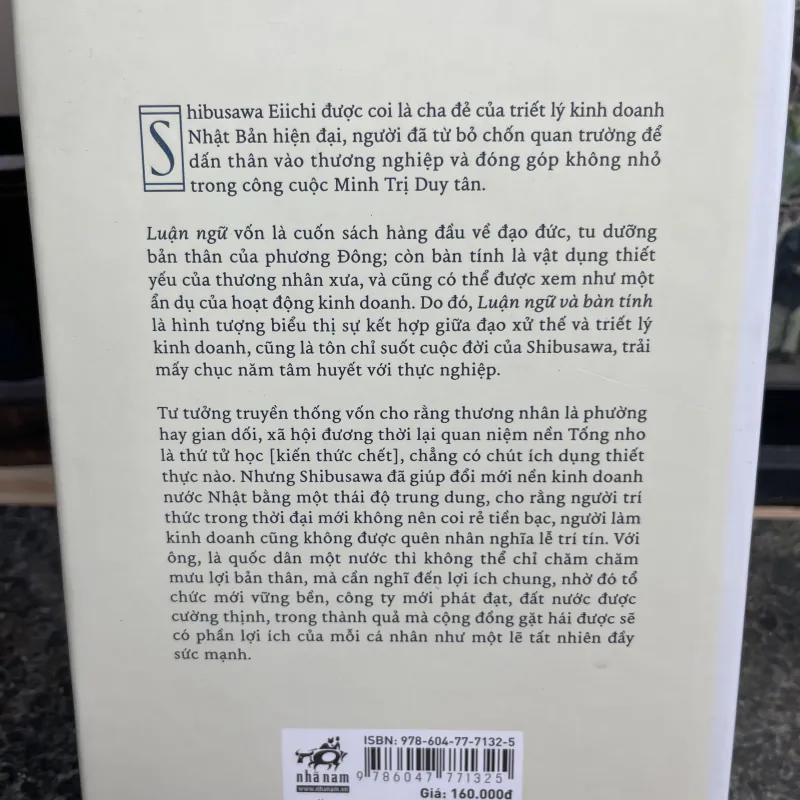 Shibusawa Eiichi được coi là cha đẻ của triết lý kinh doanh
Nhật Bản hiện đại, người đã từ bỏ chốn quan trường để
dấn thân vào thương nghiệp và đóng góp không nhỏ
trong công cuộc Minh Trị Duy tân.
Luận ngữ vốn là cuốn sách hàng đầu về đạo đức, tu dưỡng
bản thân của phương Đông; còn bàn tính là vật dụng thiết
yếu của thương nhân xưa, và cũng có thể được xem như một
ẩn dụ của hoạt động kinh doanh. Do đó, Luận ngữ và bàn tính
là hình tượng biểu thị sự kết hợp giữa đạo xử thế và triết lý
kinh doanh, cũng là tôn chỉ suốt cuộc đời của Shibusawa, trải
mấy chục năm tâm huyết với thực nghiệp.
Tư tưởng truyền thống vốn cho rằng thương nhân là phường
hay gian dối, xã hội đương thời lại quan niệm nền Tống nho
là thứ tử học [kiến thức chết], chẳng có chút ích dụng thiết
thực nào. Nhưng Shibusawa đã giúp đổi mới nền kinh doanh
nước Nhật bằng một thái độ trung dung, cho rằng người trí
thức trong thời đại mới không nên coi rẻ tiền bạc, người làm
kinh doanh cũng không được quên nhân nghĩa lễ trí tín. Với
ông, là quốc dân một nước thì không thể chỉ chăm chăm
mưu lợi bản thân, mà cần nghĩ đến lợi ích chung, nhờ đó tổ
chức mới vững bền, công ty mới phát đạt, đất nước được
cường thịnh, trong thành quả mà cộng đồng gặt hái được sẽ
có phần lợi ích của mỗi cá nhân như một lẽ tất nhiên đầy
sức mạnh.
ISBN: 978-604-77-7132-5
nhã nam
www.nhanam.vn
9 786047 771325
Giá: 160.000đ